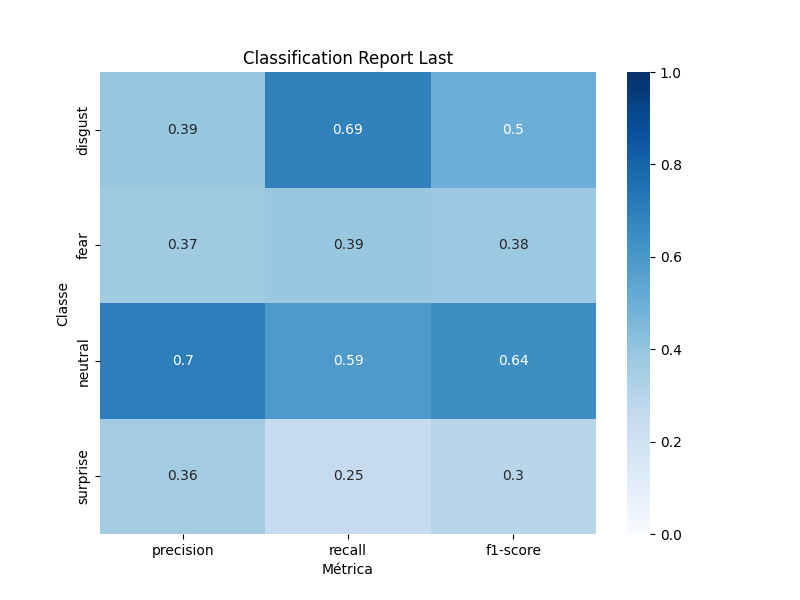 Classification Report Last
Classe
disgust
0.39
0.69
0.5
fear
0.37
0.39
0.38
neutral
0.7
0.59
0.64
surprise
0.36
0.25
0.3
precision
recall
f1-score
Métrica
1.0
0.8
0.6
0.4
0.2
0.0